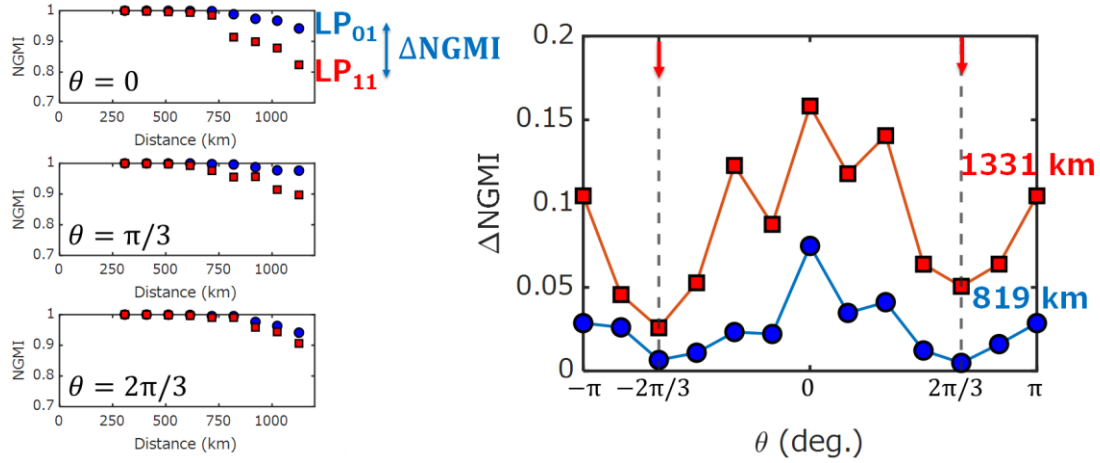 1
0.9
0.8
0.7
NGMI
θ = 0
0 250 500 750 1000
Distance (km)
LP₀₁
ΔNGMI
LP₁₁
1
0.9
0.8
0.7
NGMI
θ = π/3
0 250 500 750 1000
Distance (km)
1
0.9
0.8
0.7
NGMI
θ = 2π/3
0 250 500 750 1000
Distance (km)
0.2
0.15
0.1
0.05
0
ΔNGMI
1331 km
819 km
−π −2π/3 0 2π/3 π
θ (deg.)